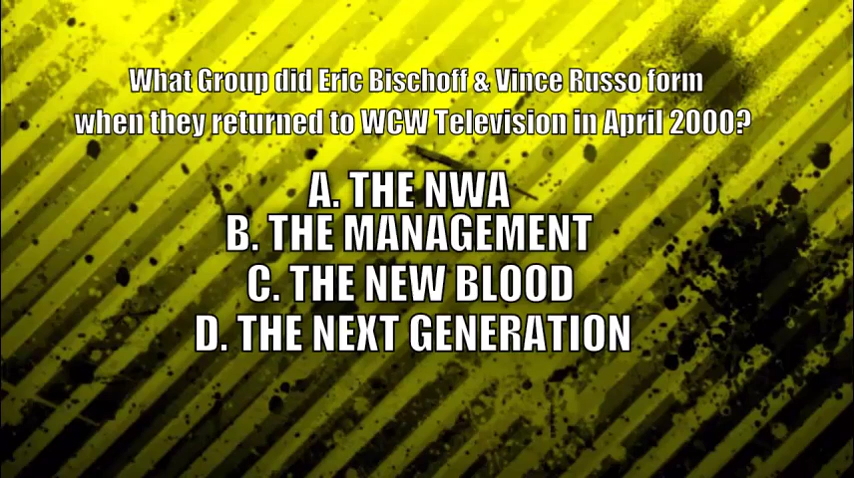 What Group did Eric Bischoff & Vince Russo form
when they returned to WCW Television in April 2000?
A. THE NWA
B. THE MANAGEMENT
C. THE NEW BLOOD
D. THE NEXT GENERATION